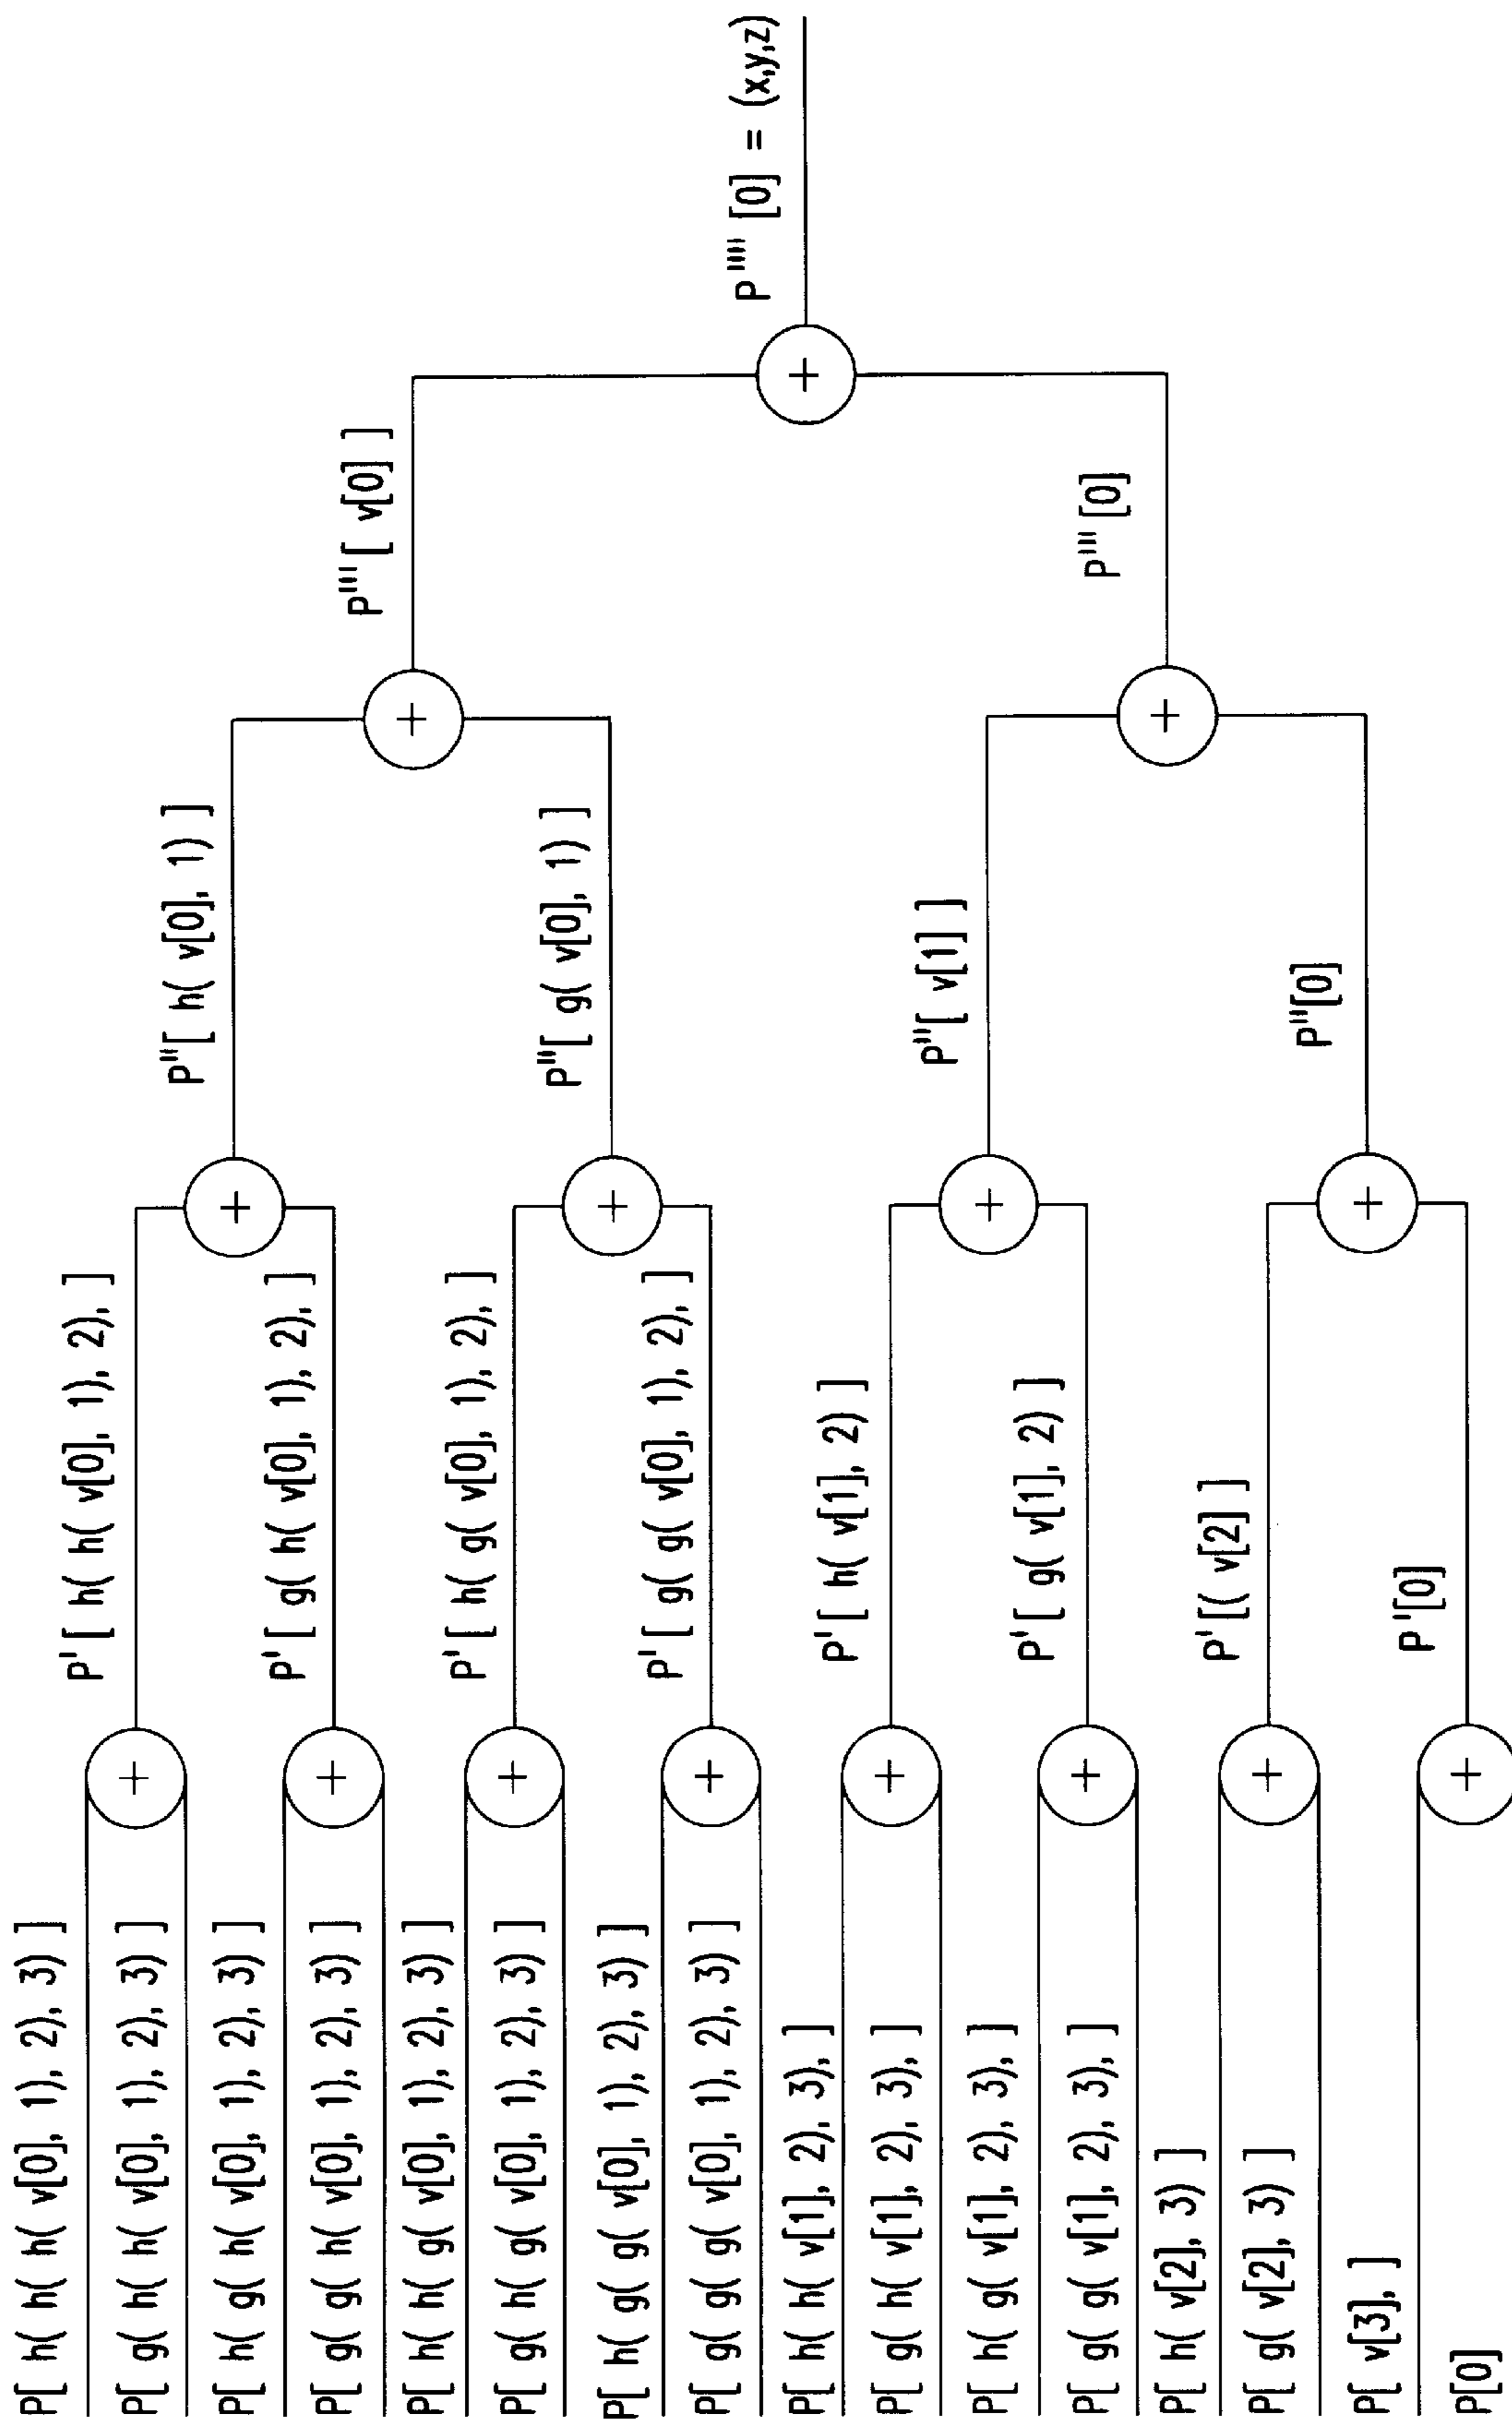 P[ h( h( h( v[0], 1), 2), 3) ]
P[ g( h( h( v[0], 1), 2), 3) ]
P[ h( g( h( v[0], 1), 2), 3) ]
P[ g( g( h( v[0], 1), 2), 3) ]
P[ h( h( g( v[0], 1), 2), 3) ]
P[ g( h( g( v[0], 1), 2), 3) ]
P[ h( g( g( v[0], 1), 2), 3) ]
P[ g( g( g( v[0], 1), 2), 3) ]
P[ h( h( v[1], 2), 3), ]
P[ g( h( v[1], 2), 3), ]
P[ h( g( v[1], 2), 3), ]
P[ g( g( v[1], 2), 3), ]
P[ h( v[2], 3) ]
P[ g( v[2], 3) ]
P[ v[3], ]
P[0]
+
+
+
+
+
+
+
+
P'[ h( h( v[0], 1), 2), ]
P'[ g( h( v[0], 1), 2), ]
P'[ h( g( v[0], 1), 2), ]
P'[ g( g( v[0], 1), 2), ]
P'[ h( v[1], 2) ]
P'[ g( v[1], 2) ]
P'[( v[2] ]
P'[0]
+
+
+
+
P''[ h( v[0], 1) ]
P''[ g( v[0], 1) ]
P''[ v[1] ]
P''[0]
+
+
P'''[ v[0] ]
P'''[0]
+
P''''[0] = (x,y,z)